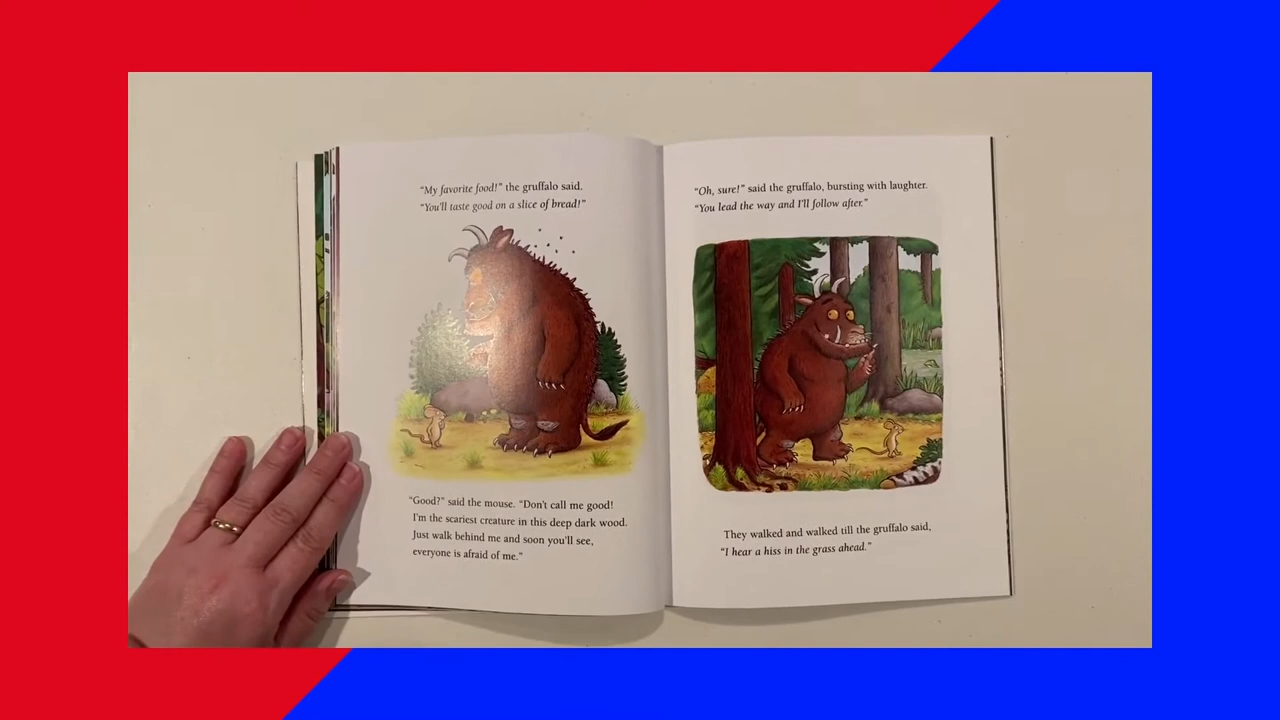 "My favorite food!" the gruffalo said.
"You'll taste good on a slice of bread!"
"Good?" said the mouse. "Don't call me good!
I'm the scariest creature in this deep dark wood.
Just walk behind me and soon you'll see,
everyone is afraid of me."
"Oh, sure!" said the gruffalo, bursting with laughter.
"You lead the way and I'll follow after."
They walked and walked till the gruffalo said,
"I hear a hiss in the grass ahead."